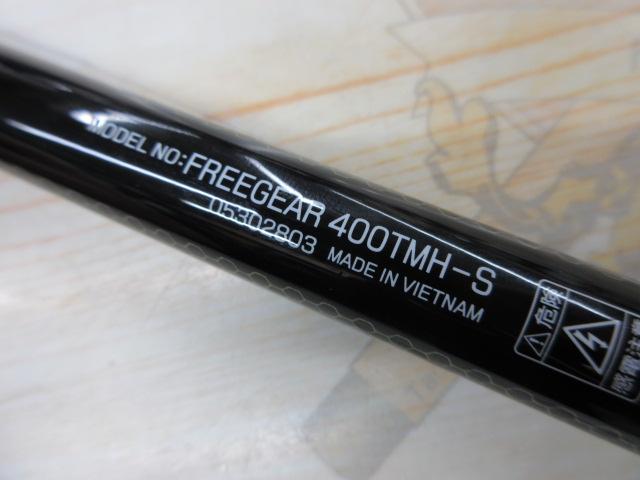 MODEL NO:FREEGEAR 400TMH-S
05302803 MADE IN VIETNAM
危険
感電注意